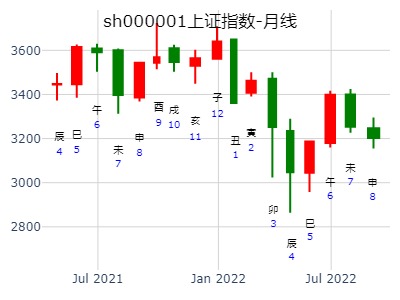 sh000001上证指数-月线
3600
3400
3200
3000
2800
辰
4
巳
5
午
6
未
7
申
8
酉
9
戌
10
亥
11
子
12
丑
1
寅
2
卯
3
辰
4
巳
5
午
6
未
7
申
8
Jul 2021
Jan 2022
Jul 2022